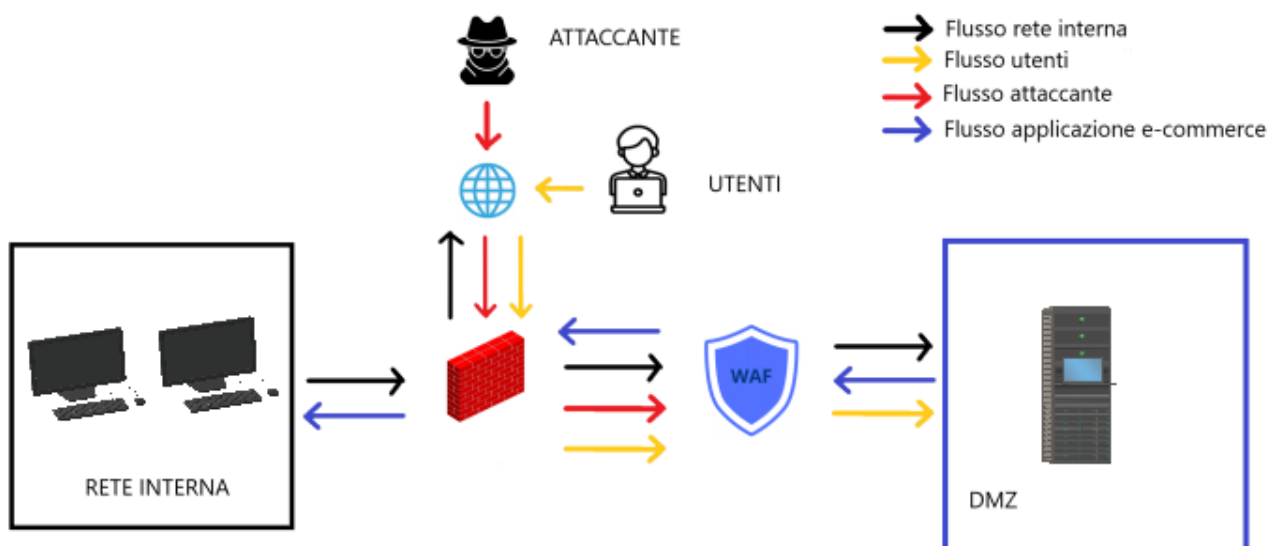 ATTACCANTE
Flusso rete interna
Flusso utenti
Flusso attaccante
Flusso applicazione e-commerce
UTENTI
WAF
RETE INTERNA
DMZ